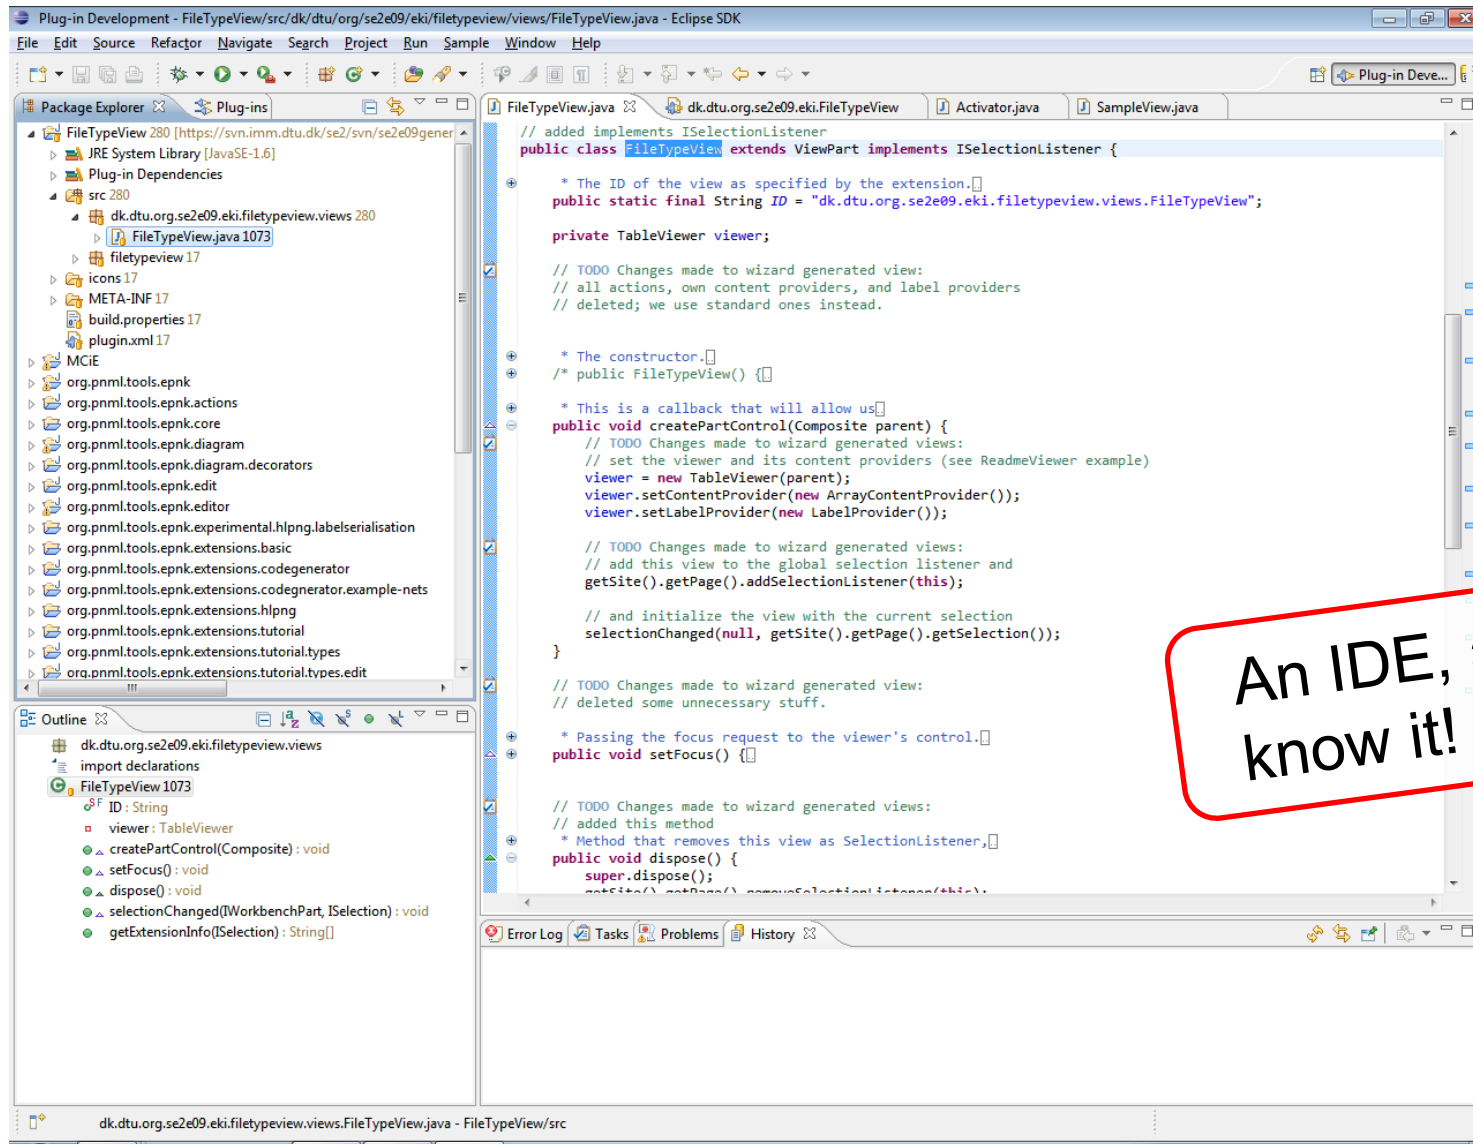 Plug-in Development - FileTypeView/src/dk/dtu/org/se2e09/eki/filetypeview/views/FileTypeView.java - Eclipse SDK
File Edit Source Refactor Navigate Search Project Run Sample Window Help
Plug-in Deve...
Package Explorer Plug-ins
FileTypeView 280 [https://svn.imm.dtu.dk/se2/svn/se2e09gener
JRE System Library [JavaSE-1.6]
Plug-in Dependencies
src 280
dk.dtu.org.se2e09.eki.filetypeview.views 280
FileTypeView.java 1073
filetypeview 17
icons 17
META-INF 17
build.properties 17
plugin.xml 17
MCiE
org.pnml.tools.epnk
org.pnml.tools.epnk.actions
org.pnml.tools.epnk.core
org.pnml.tools.epnk.diagram
org.pnml.tools.epnk.diagram.decorators
org.pnml.tools.epnk.edit
org.pnml.tools.epnk.editor
org.pnml.tools.epnk.experimental.hlpng.labelserialisation
org.pnml.tools.epnk.extensions.basic
org.pnml.tools.epnk.extensions.codegenerator
org.pnml.tools.epnk.extensions.codegnerator.example-nets
org.pnml.tools.epnk.extensions.hlpng
org.pnml.tools.epnk.extensions.tutorial
org.pnml.tools.epnk.extensions.tutorial.types
org.pnml.tools.epnk.extensions.tutorial.types.edit
Outline
dk.dtu.org.se2e09.eki.filetypeview.views
import declarations
FileTypeView 1073
ID : String
viewer : TableViewer
createPartControl(Composite) : void
setFocus() : void
dispose() : void
selectionChanged(IWorkbenchPart, ISelection) : void
getExtensionInfo(ISelection) : String[]
FileTypeView.java dk.dtu.org.se2e09.eki.FileTypeView Activator.java SampleView.java
// added implements ISelectionListener
public class FileTypeView extends ViewPart implements ISelectionListener {
* The ID of the view as specified by the extension.
public static final String ID = "dk.dtu.org.se2e09.eki.filetypeview.views.FileTypeView";
private TableViewer viewer;
// TODO Changes made to wizard generated view:
// all actions, own content providers, and label providers
// deleted; we use standard ones instead.
* The constructor.
/* public FileTypeView() {
* This is a callback that will allow us
public void createPartControl(Composite parent) {
// TODO Changes made to wizard generated views:
// set the viewer and its content providers (see ReadmeViewer example)
viewer = new TableViewer(parent);
viewer.setContentProvider(new ArrayContentProvider());
viewer.setLabelProvider(new LabelProvider());
// TODO Changes made to wizard generated views:
// add this view to the global selection listener and
getSite().getPage().addSelectionListener(this);
// and initialize the view with the current selection
selectionChanged(null, getSite().getPage().getSelection());
}
// TODO Changes made to wizard generated view:
// deleted some unnecessary stuff.
* Passing the focus request to the viewer's control.
public void setFocus() {
// TODO Changes made to wizard generated views:
// added this method
* Method that removes this view as SelectionListener,
public void dispose() {
super.dispose();
getSite().getPage().removeSelectionListener(this);
An IDE,
know it!
Error Log Tasks Problems History
dk.dtu.org.se2e09.eki.filetypeview.views.FileTypeView.java - FileTypeView/src